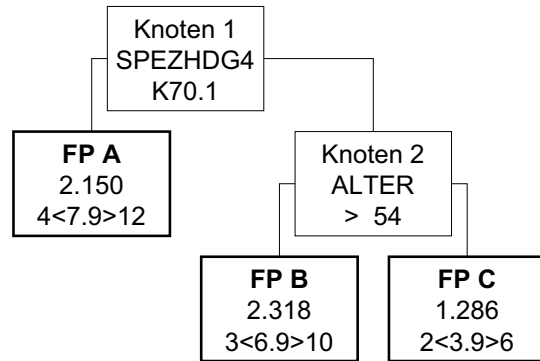 Knoten 1
SPEZHDG4
K70.1
FP A
2.150
4<7.9>12
Knoten 2
ALTER
> 54
FP B
2.318
3<6.9>10
FP C
1.286
2<3.9>6